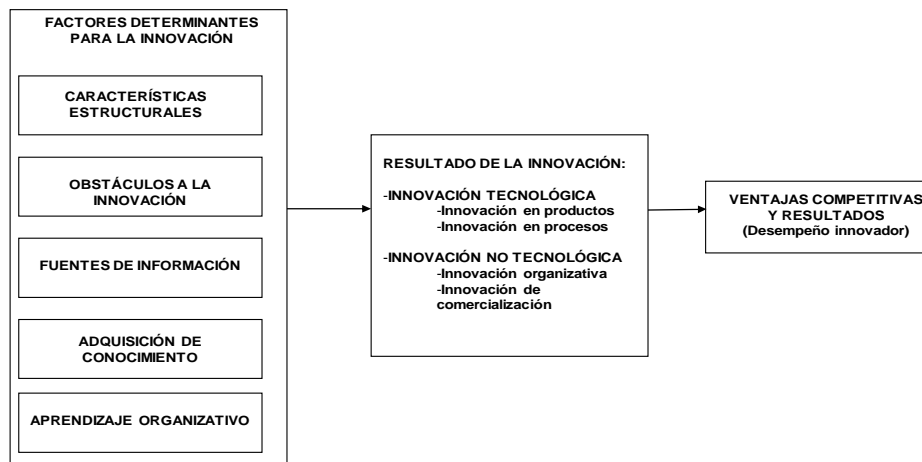 FACTORES DETERMINANTES
PARA LA INNOVACIÓN
CARACTERÍSTICAS
ESTRUCTURALES
OBSTÁCULOS A LA
INNOVACIÓN
FUENTES DE INFORMACIÓN
ADQUISICIÓN DE
CONOCIMIENTO
APRENDIZAJE ORGANIZATIVO
RESULTADO DE LA INNOVACIÓN:
-INNOVACIÓN TECNOLÓGICA
-Innovación en productos
-Innovación en procesos
-INNOVACIÓN NO TECNOLÓGICA
-Innovación organizativa
-Innovación de
comercialización
VENTAJAS COMPETITIVAS
Y RESULTADOS
(Desempeño innovador)